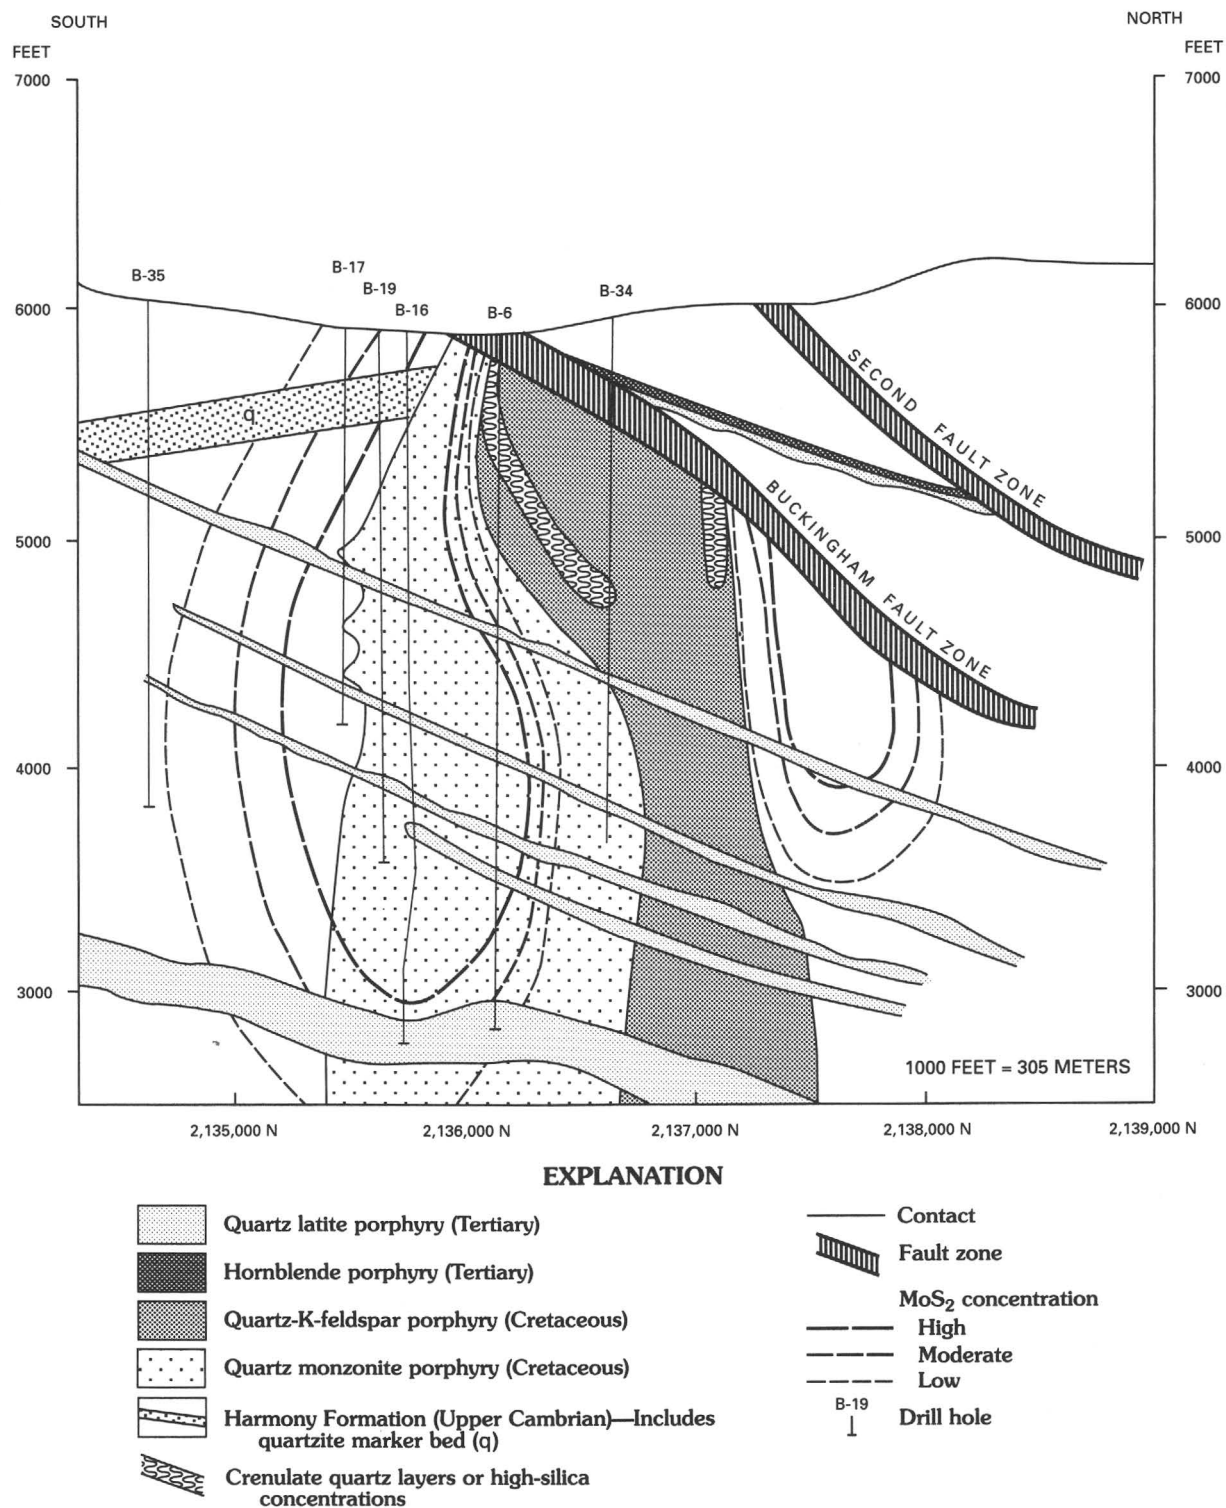 SOUTH
NORTH
FEET
FEET
7000
7000
B-35
B-17
B-19
B-16
B-6
B-34
6000
6000
q
SECOND FAULT ZONE
BUCKINGHAM FAULT ZONE
5000
5000
4000
4000
3000
3000
1000 FEET = 305 METERS
2,135,000 N
2,136,000 N
2,137,000 N
2,138,000 N
2,139,000 N
EXPLANATION
Quartz latite porphyry (Tertiary)
Hornblende porphyry (Tertiary)
Quartz-K-feldspar porphyry (Cretaceous)
Quartz monzonite porphyry (Cretaceous)
Harmony Formation (Upper Cambrian)—Includes
quartzite marker bed (q)
Crenulate quartz layers or high-silica
concentrations
Contact
Fault zone
MoS2 concentration
High
Moderate
Low
B-19
Drill hole